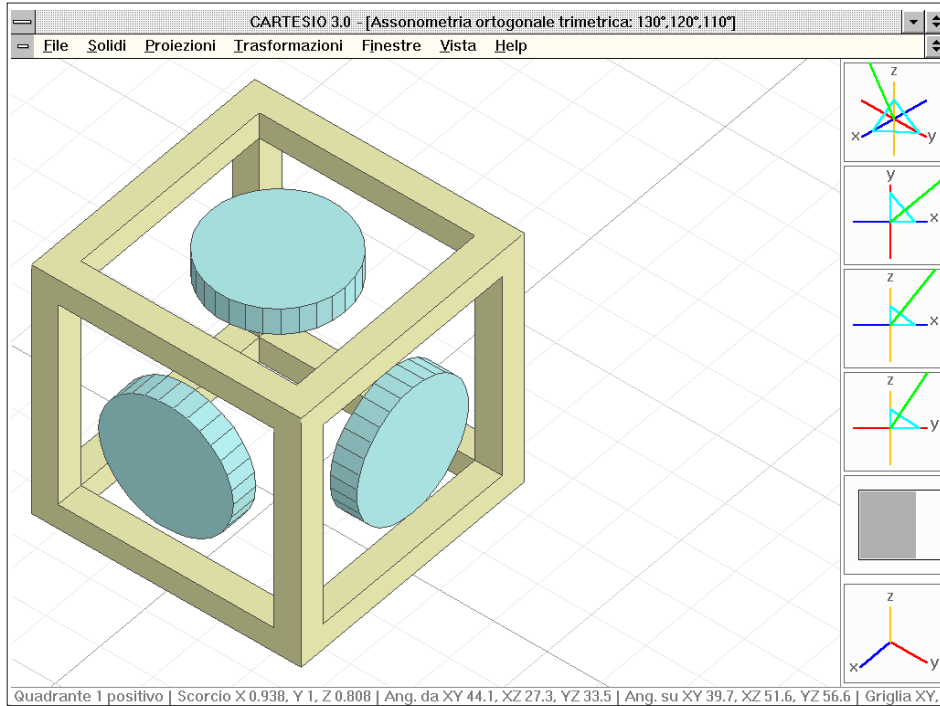 CARTESIO 3.0 - [Assonometria ortogonale trimetrica: 130°,120°,110°]
File Solidi Proiezioni Trasformazioni Finestre Vista Help
z
x y
y
x
z
x
z
y
z
x y
Quadrante 1 positivo | Scorcio X 0.938, Y 1, Z 0.808 | Ang. da XY 44.1, XZ 27.3, YZ 33.5 | Ang. su XY 39.7, XZ 51.6, YZ 56.6 | Griglia XY,